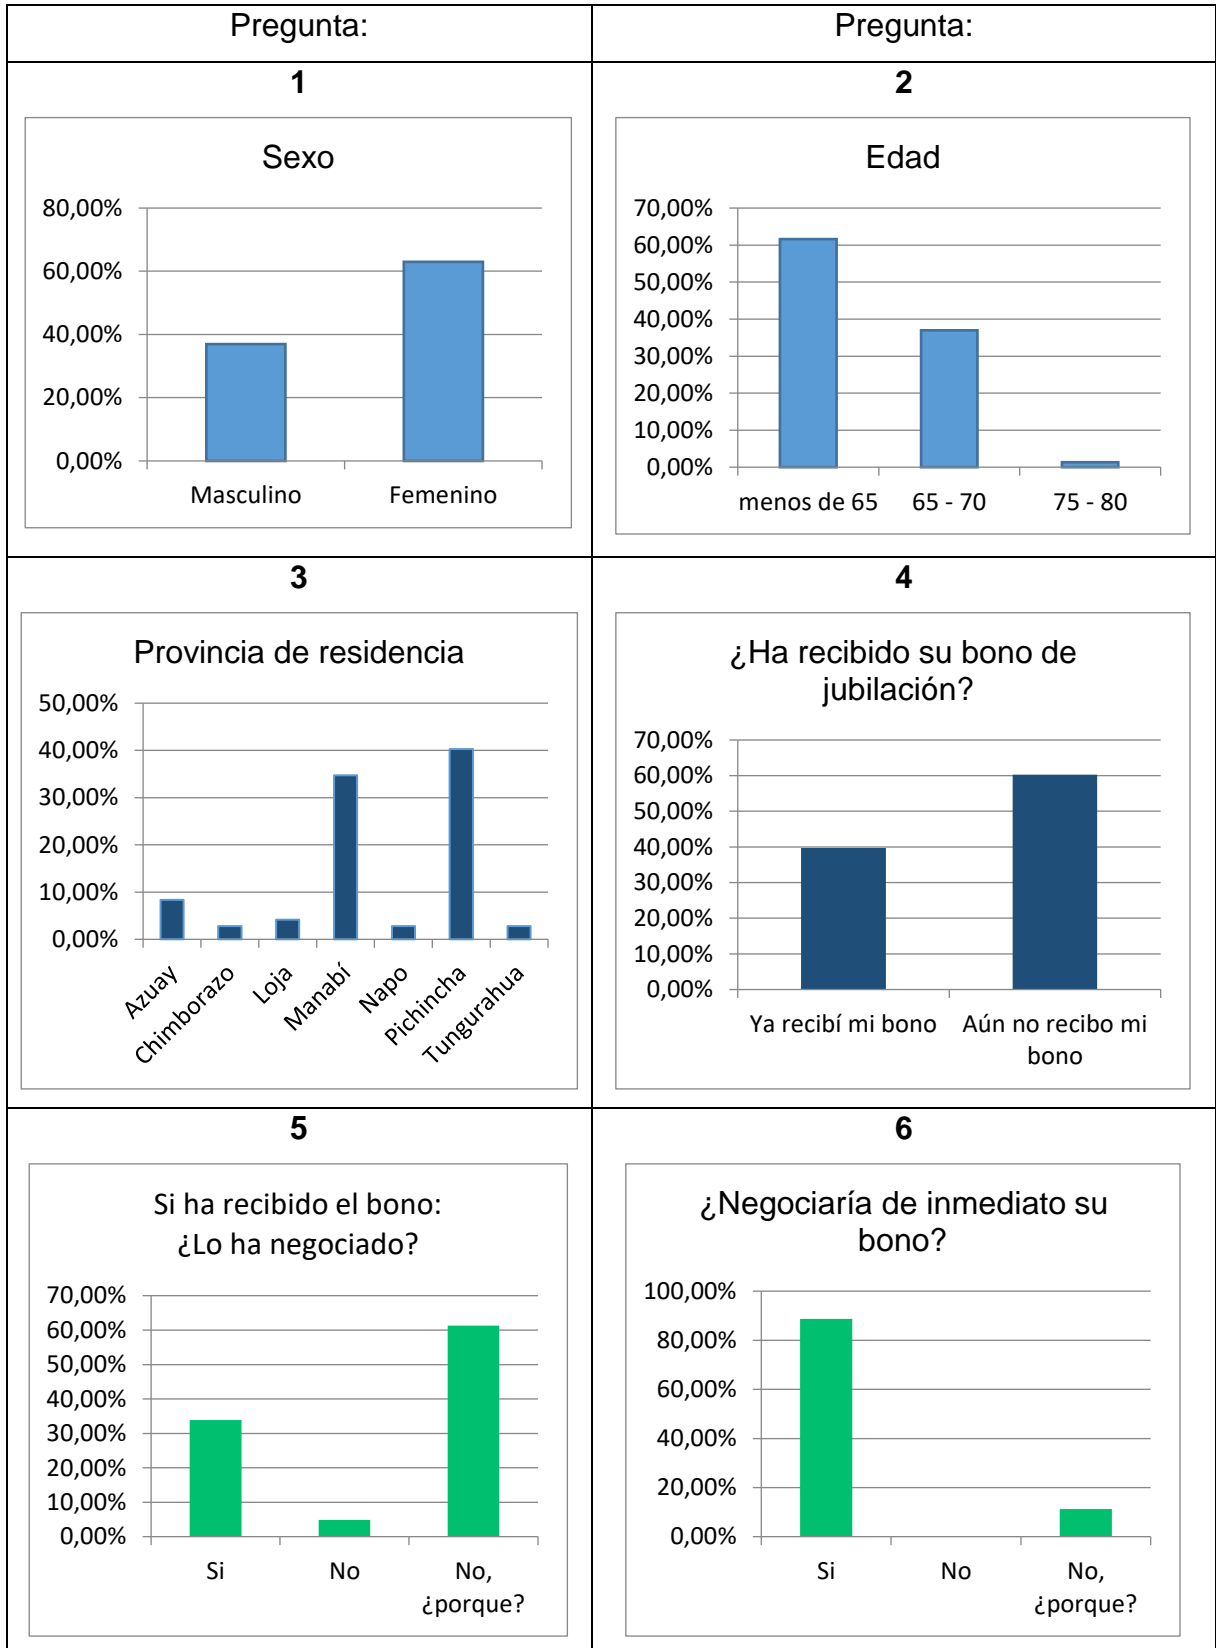 Pregunta:
Pregunta:
1
Sexo
80,00%
60,00%
40,00%
20,00%
0,00%
Masculino
Femenino
2
Edad
70,00%
60,00%
50,00%
40,00%
30,00%
20,00%
10,00%
0,00%
menos de 65
65 - 70
75 - 80
3
Provincia de residencia
50,00%
40,00%
30,00%
20,00%
10,00%
0,00%
Azuay
Chimborazo
Loja
Manabí
Napo
Pichincha
Tungurahua
4
¿Ha recibido su bono de
jubilación?
70,00%
60,00%
50,00%
40,00%
30,00%
20,00%
10,00%
0,00%
Ya recibí mi bono
Aún no recibo mi
bono
5
Si ha recibido el bono:
¿Lo ha negociado?
70,00%
60,00%
50,00%
40,00%
30,00%
20,00%
10,00%
0,00%
Si
No
No,
¿porque?
6
¿Negociaría de inmediato su
bono?
100,00%
80,00%
60,00%
40,00%
20,00%
0,00%
Si
No
No,
¿porque?